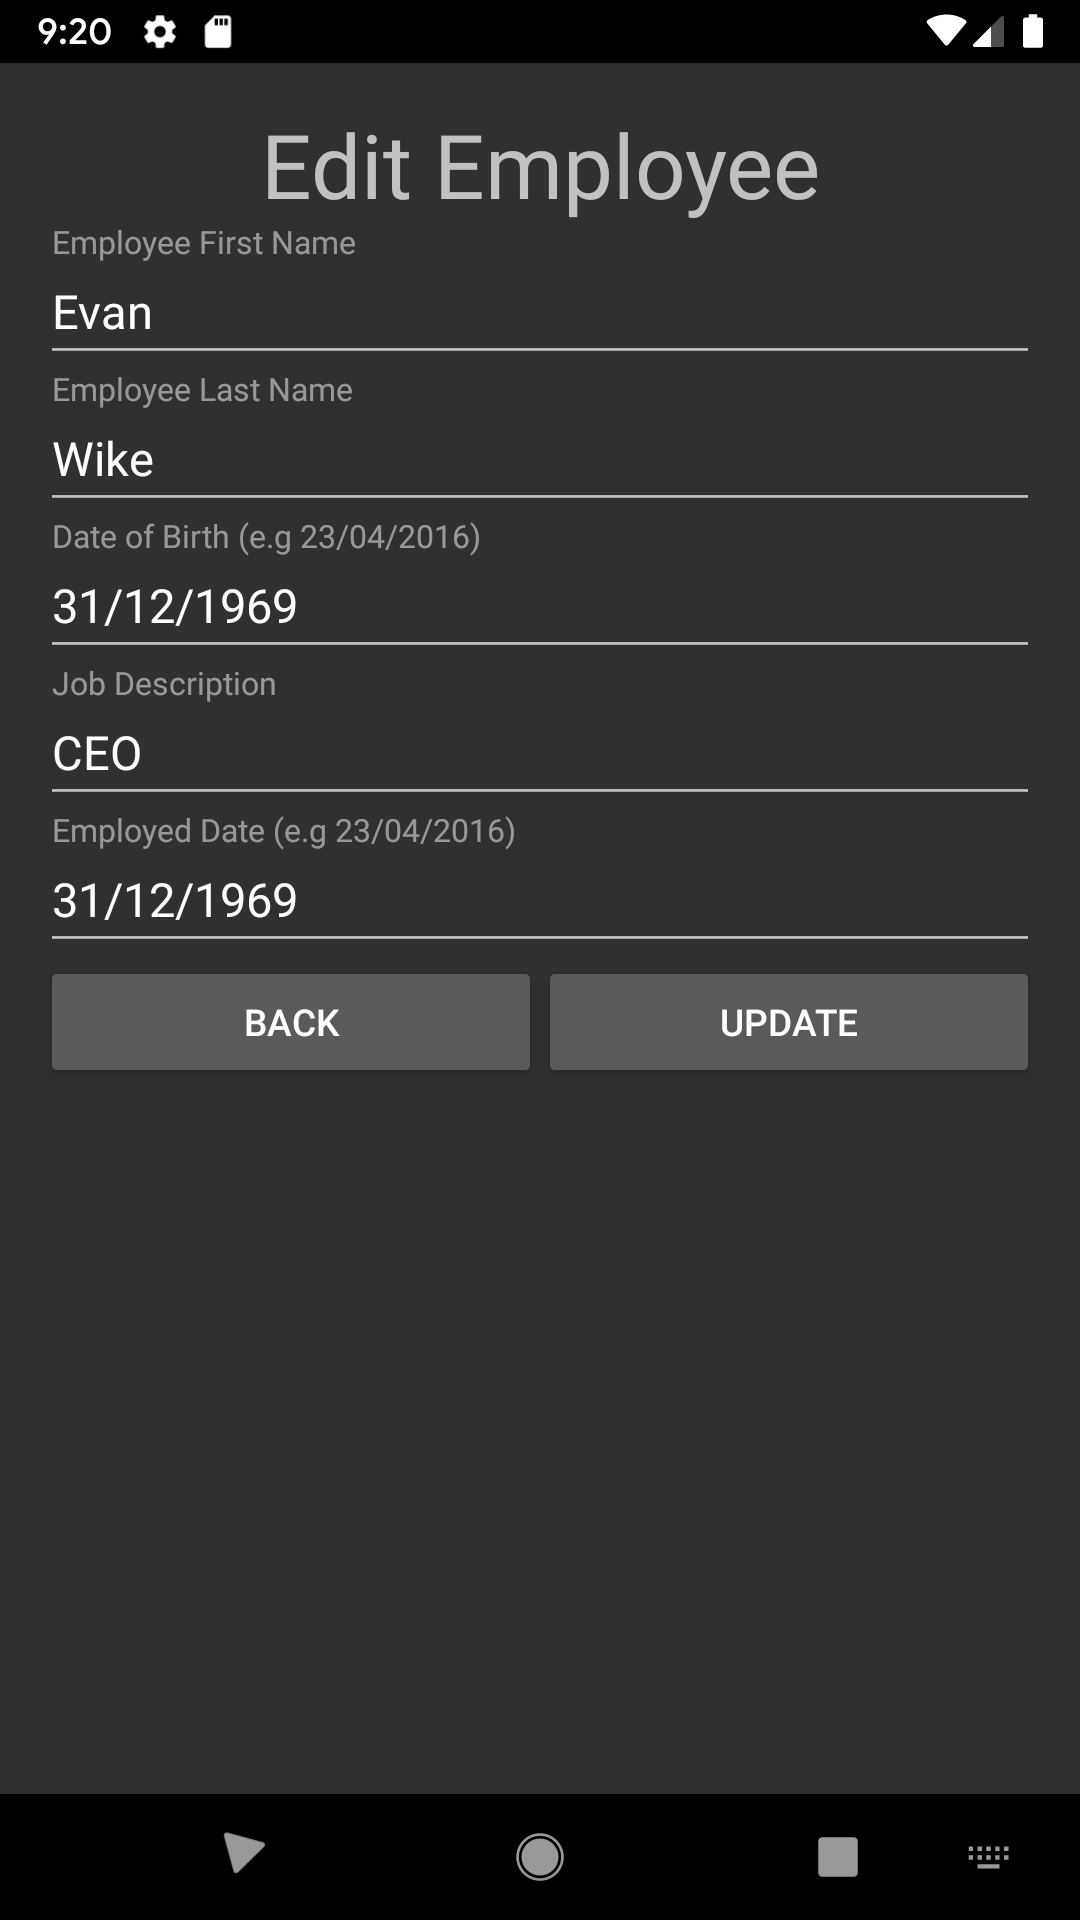 9:20
Edit Employee
Employee First Name
Evan
Employee Last Name
Wike
Date of Birth (e.g 23/04/2016)
31/12/1969
Job Description
CEO
Employed Date (e.g 23/04/2016)
31/12/1969
BACK UPDATE